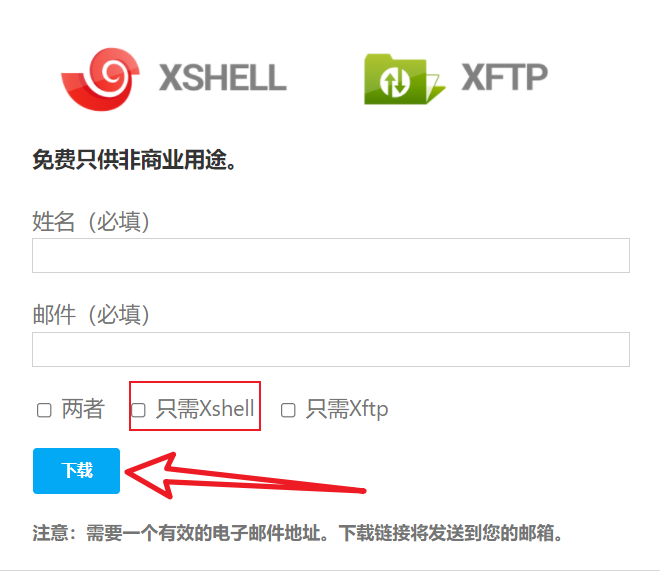 XSHELL XFTP
免费只供非商业用途。
姓名（必填）
邮件（必填）
两者 只需Xshell 只需Xftp
下载
注意：需要一个有效的电子邮件地址。下载链接将发送到您的邮箱。